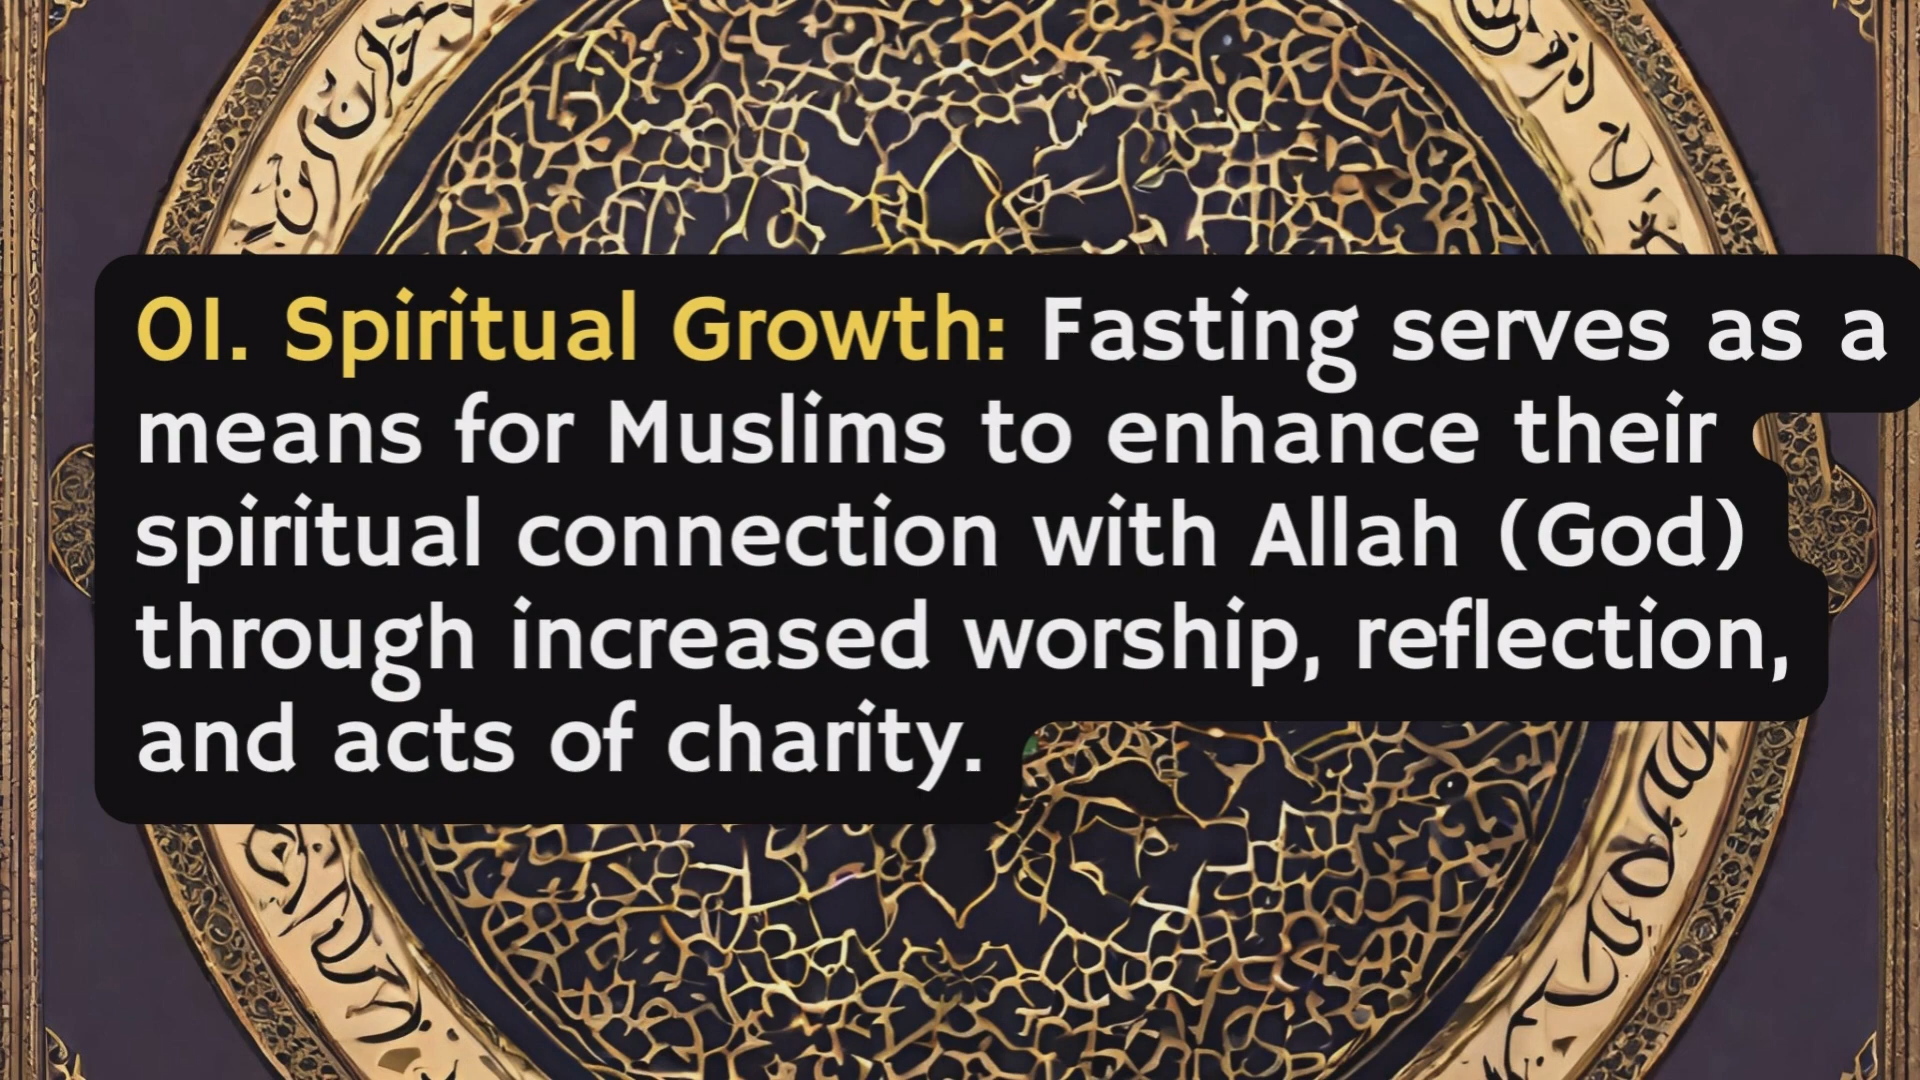 01. Spiritual Growth: Fasting serves as a
means for Muslims to enhance their
spiritual connection with Allah (God)
through increased worship, reflection,
and acts of charity.